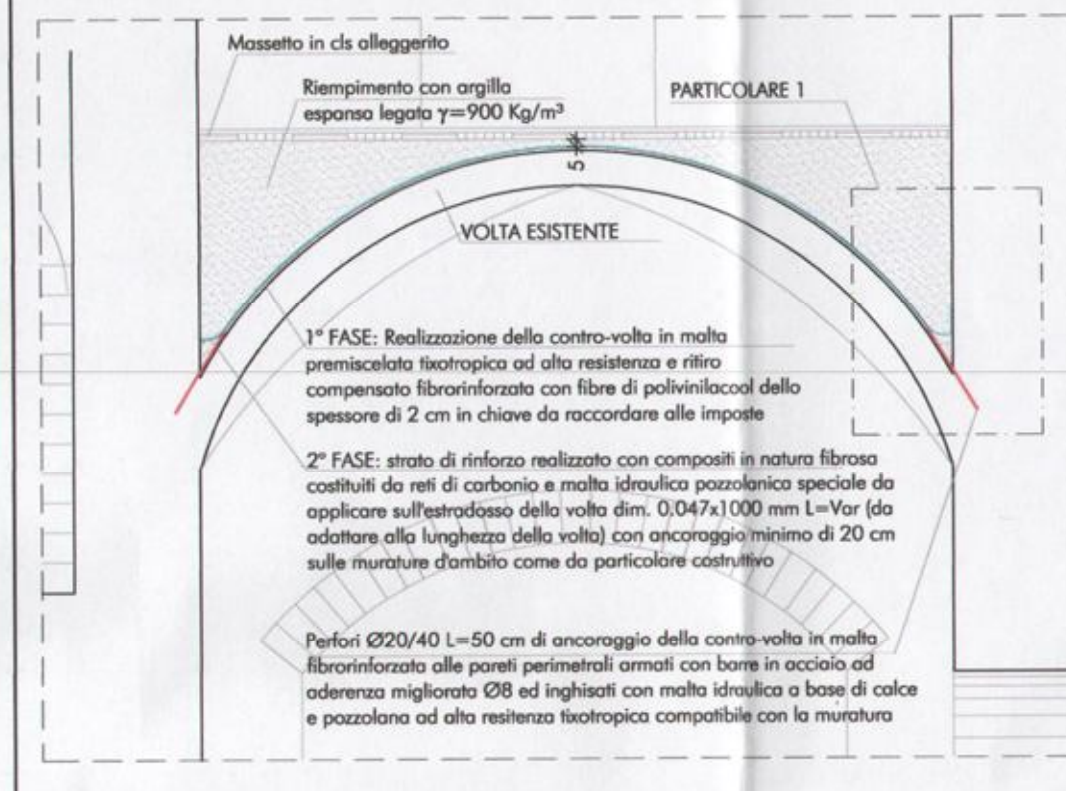 Massetto in cls alleggerito
Riempimento con argilla
espansa legata γ=900 Kg/m³
PARTICOLARE 1
5
VOLTA ESISTENTE
1° FASE: Realizzazione della contro-volta in malta
premiscelata tixotropica ad alta resistenza e ritiro
compensato fibrorinforzata con fibre di polivinilacool dello
spessore di 2 cm in chiave da raccordare alle imposte
2° FASE: strato di rinforzo realizzato con compositi in natura fibrosa
costituiti da reti di carbonio e malta idraulica pozzolanica speciale da
applicare sull'estradosso della volta dim. 0.047x1000 mm L=Var (da
adattare alla lunghezza della volta) con ancoraggio minimo di 20 cm
sulle murature d'ambito come da particolare costruttivo
Perfori Ø20/40 L=50 cm di ancoraggio della contro-volta in malta
fibrorinforzata alle pareti perimetrali armati con barre in acciaio ad
aderenza migliorata Ø8 ed inghisati con malta idraulica a base di calce
e pozzolana ad alta resitenza tixotropica compatibile con la muratura